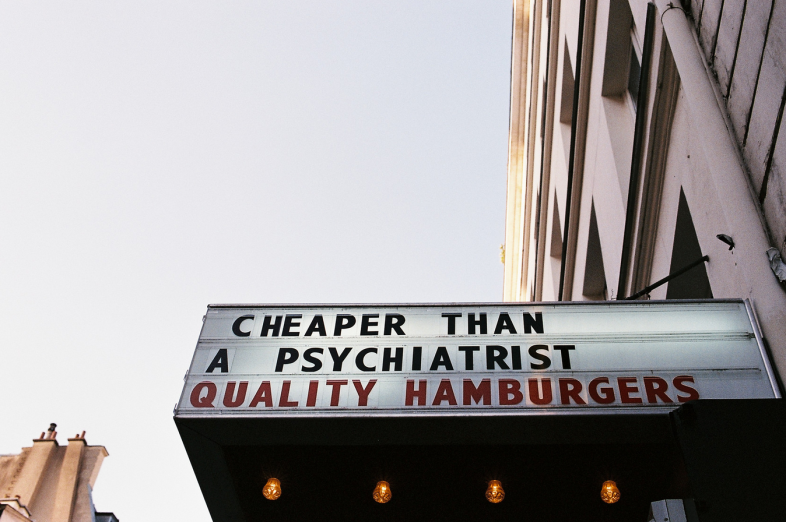 CHEAPER THAN
A PSYCHIATRIST
QUALITY HAMBURGERS